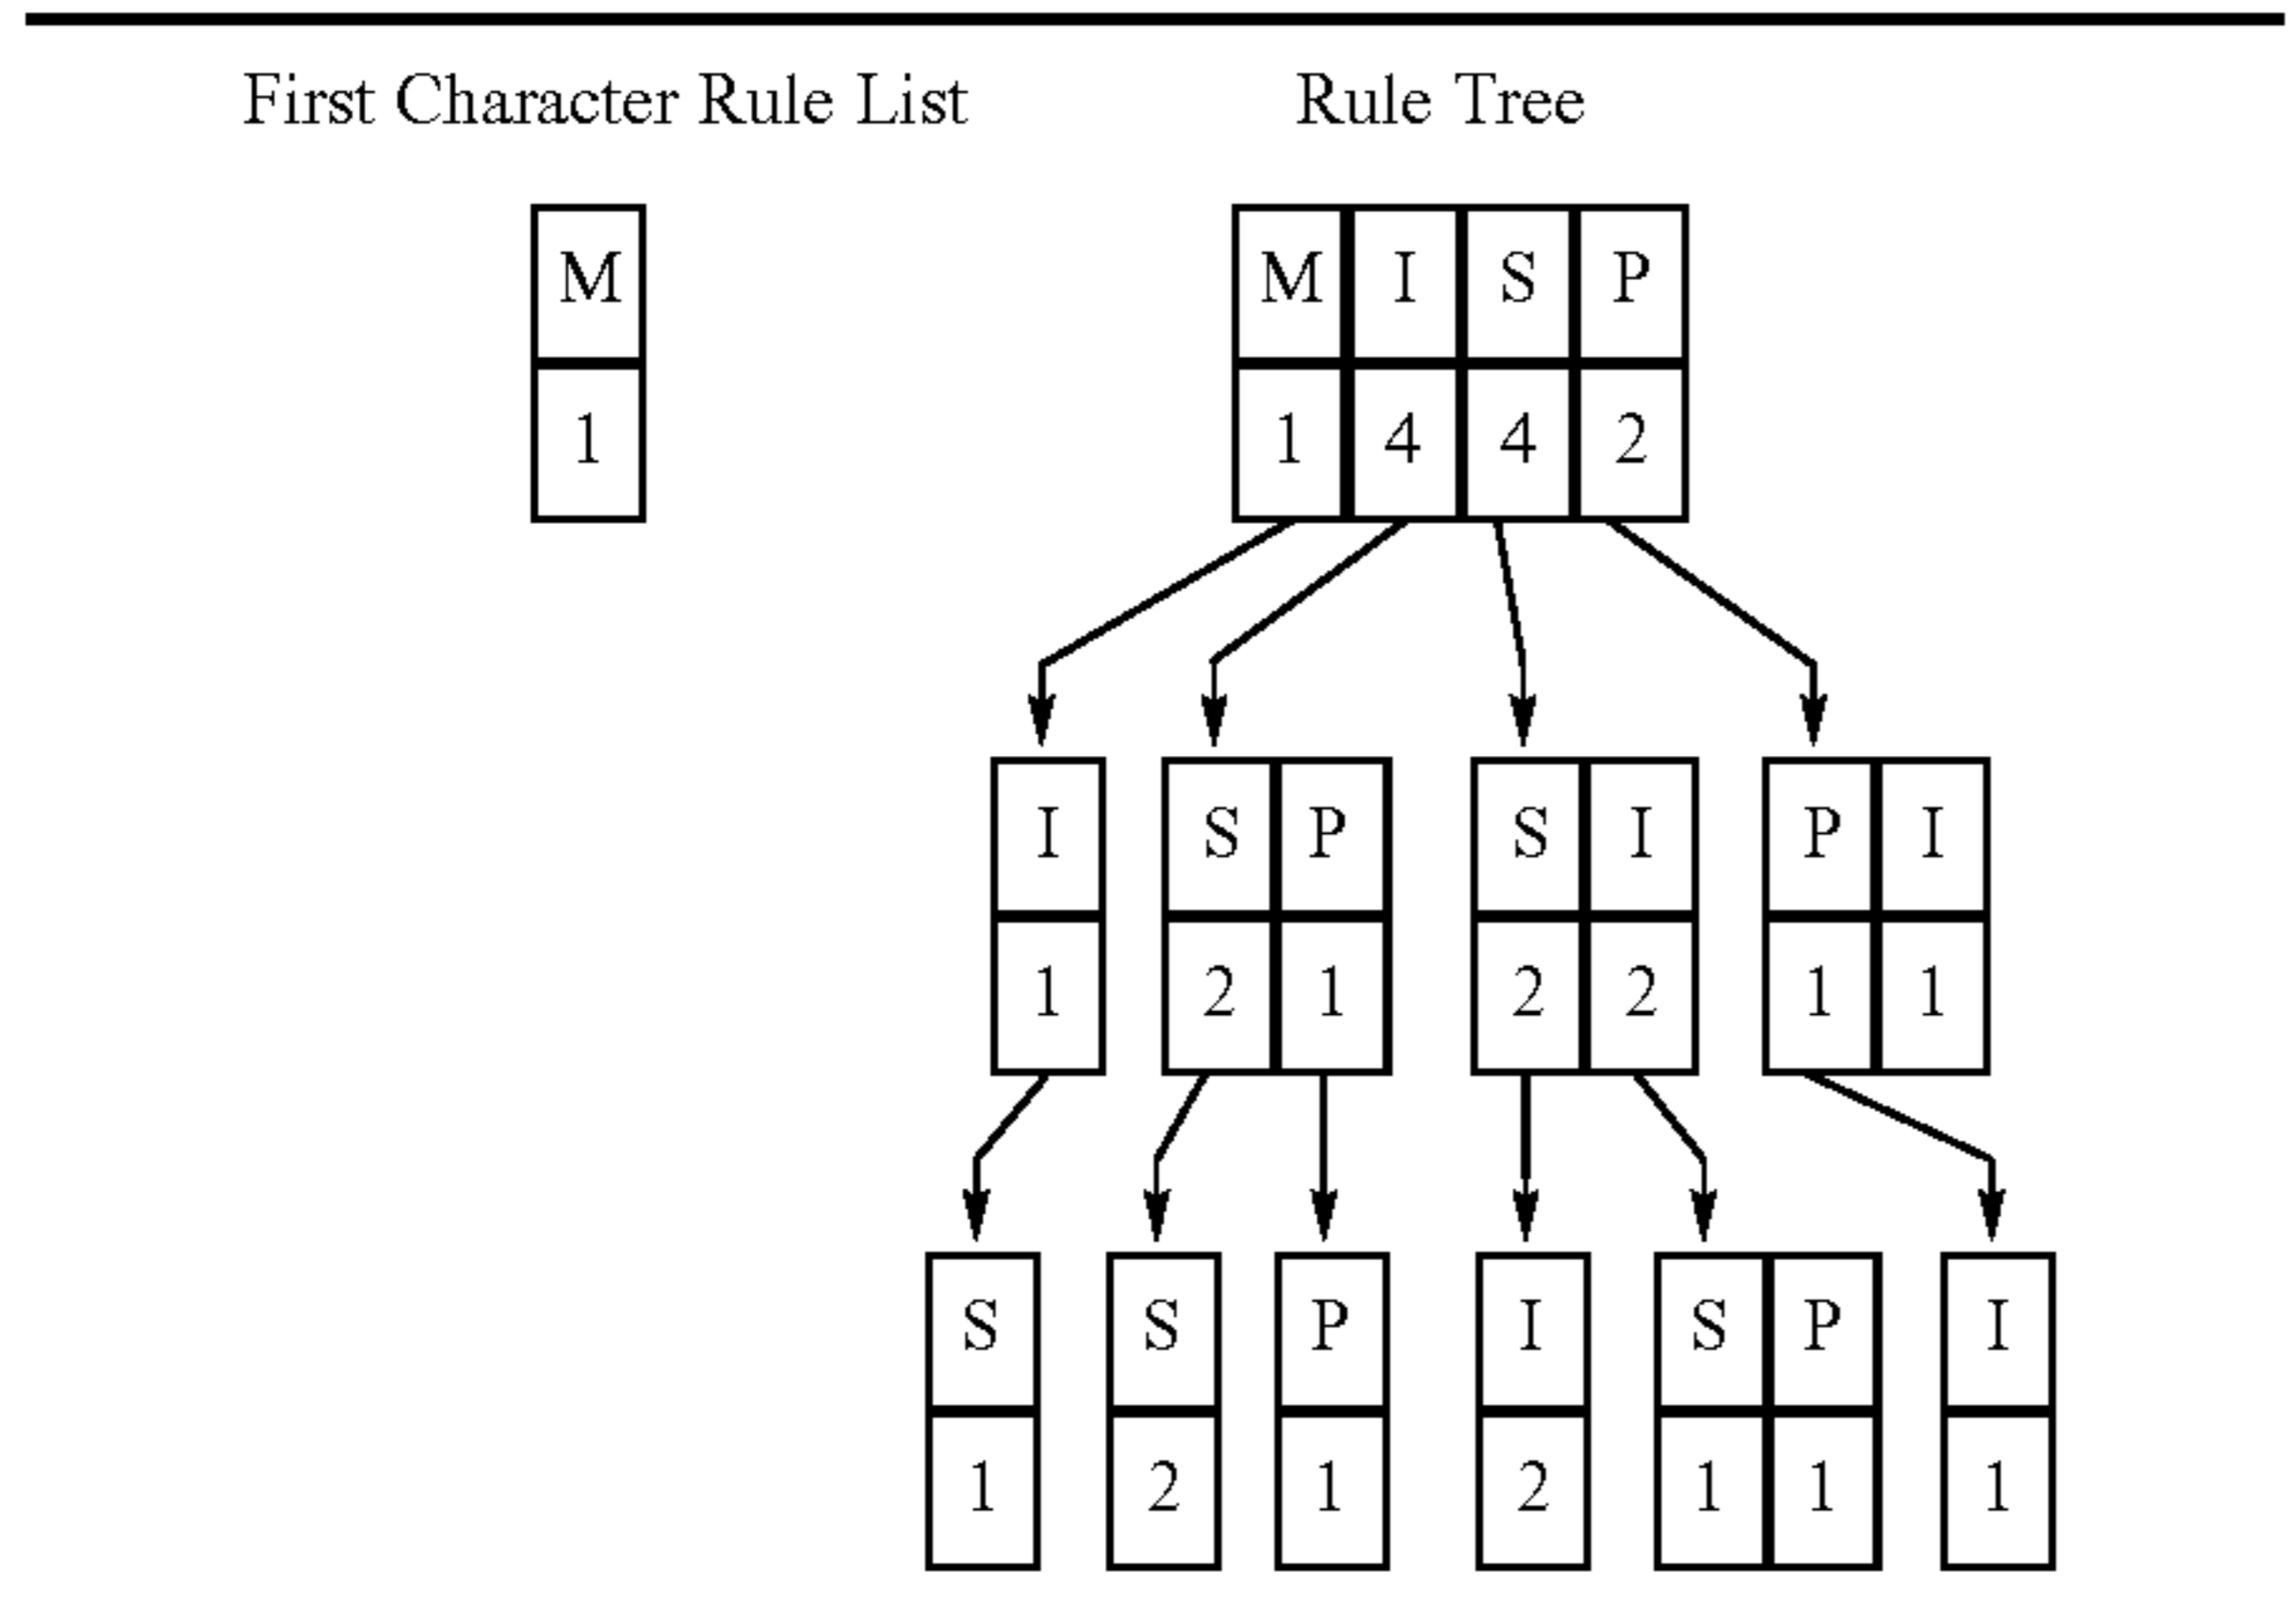 First Character Rule List Rule Tree
M M I S P
1 1 4 4 2
I S P S I P I
1 2 1 2 2 1 1
S S P I S P I
1 2 1 2 1 1 1